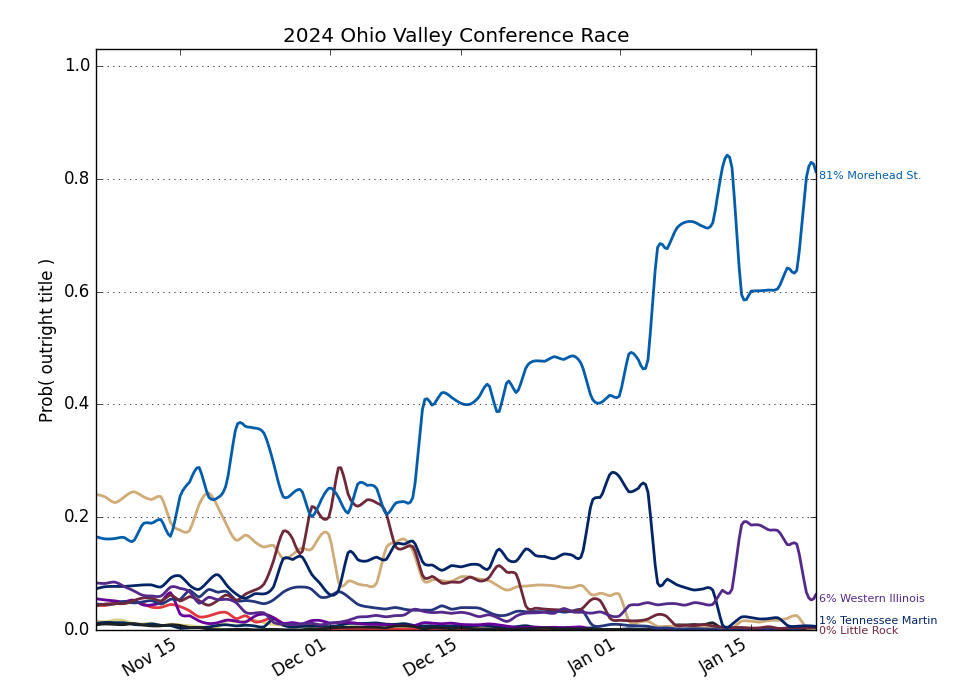 2024 Ohio Valley Conference Race
Prob( outright title )
1.0
0.8
0.6
0.4
0.2
0.0
Nov 15
Dec 01
Dec 15
Jan 01
Jan 15
81% Morehead St.
6% Western Illinois
1% Tennessee Martin
0% Little Rock